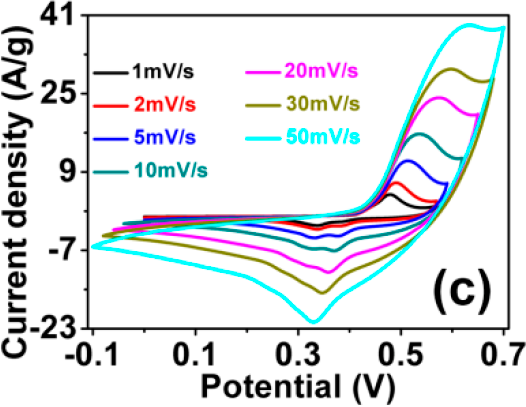 41
25
9
-7
-23
Current density (A/g)
1mV/s
2mV/s
5mV/s
10mV/s
20mV/s
30mV/s
50mV/s
(c)
-0.1 0.1 0.3 0.5 0.7
Potential (V)